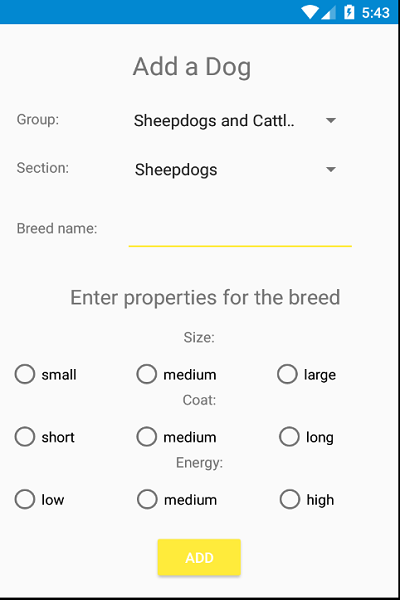 5:43
Add a Dog
Group: Sheepdogs and Cattl..
Section: Sheepdogs
Breed name:
Enter properties for the breed
Size:
small medium large
Coat:
short medium long
Energy:
low medium high
ADD